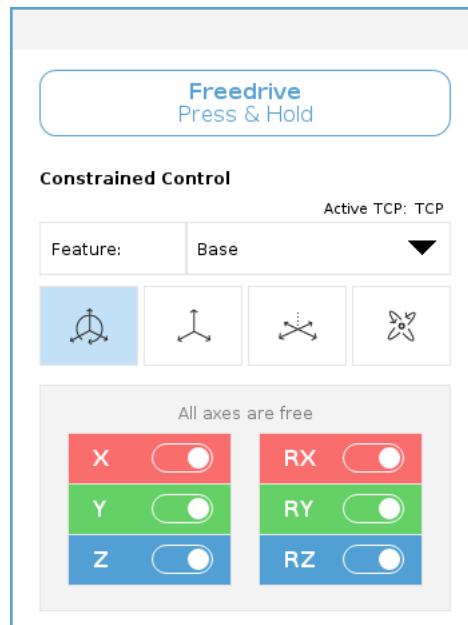 Freedrive
Press & Hold
Constrained Control
Active TCP: TCP
Feature: Base
All axes are free
X RX
Y RY
Z RZ